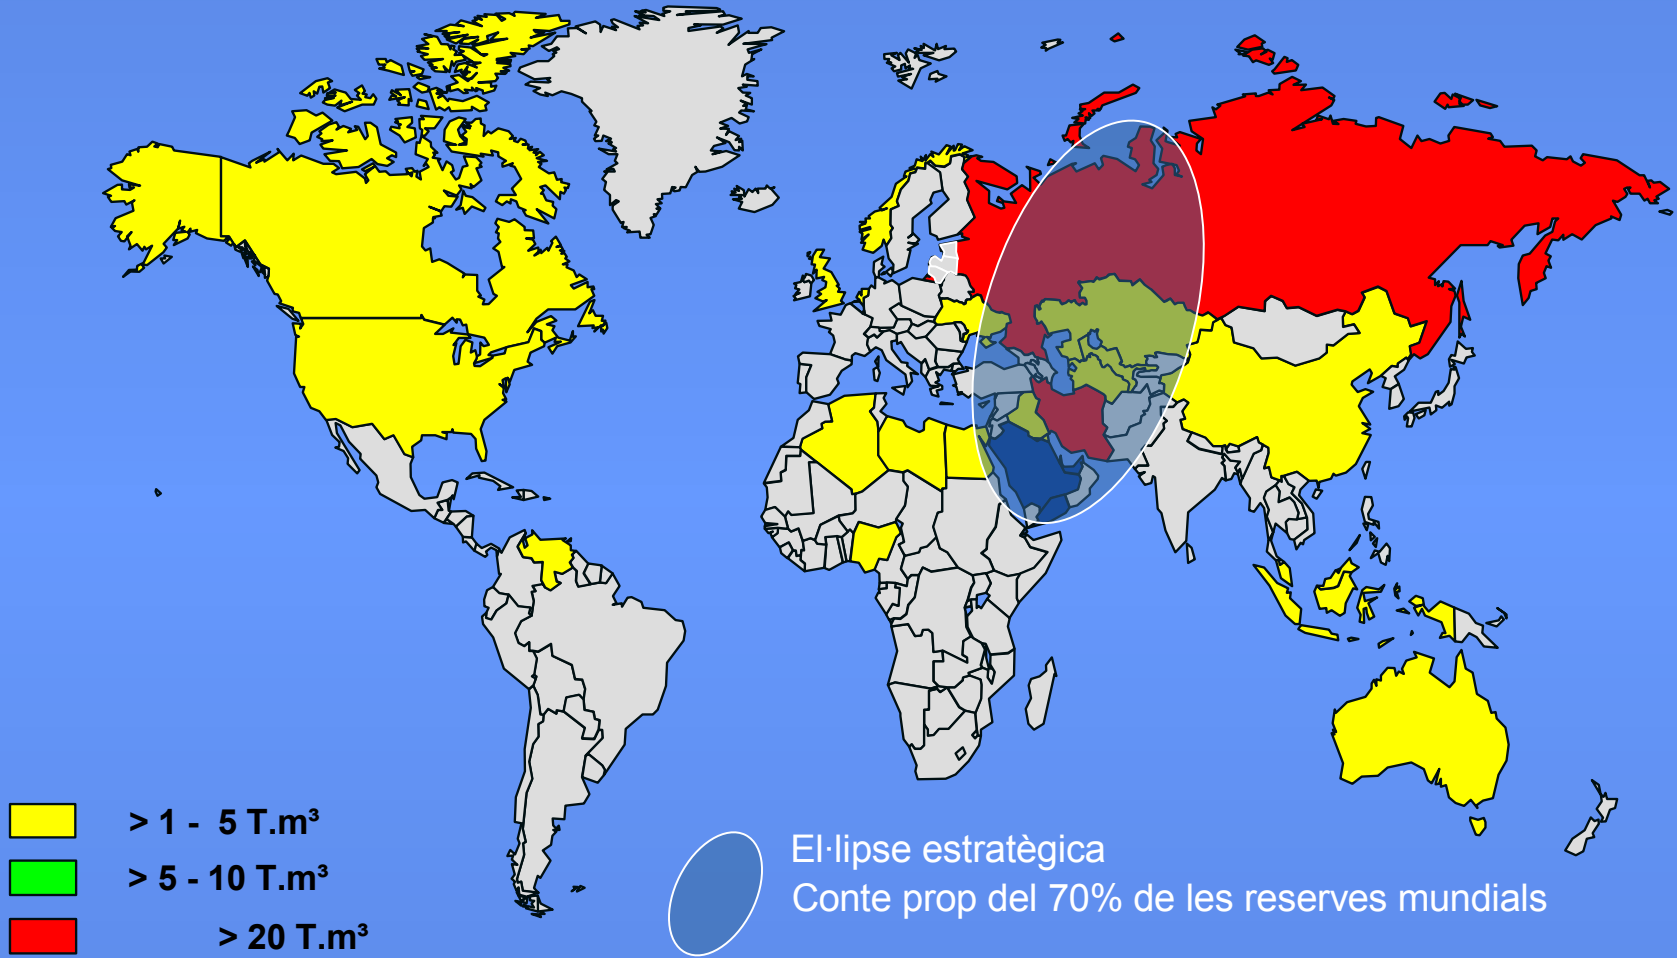 > 1 - 5 T.m³
> 5 - 10 T.m³
> 20 T.m³
El·lipse estratègica
Conte prop del 70% de les reserves mundials